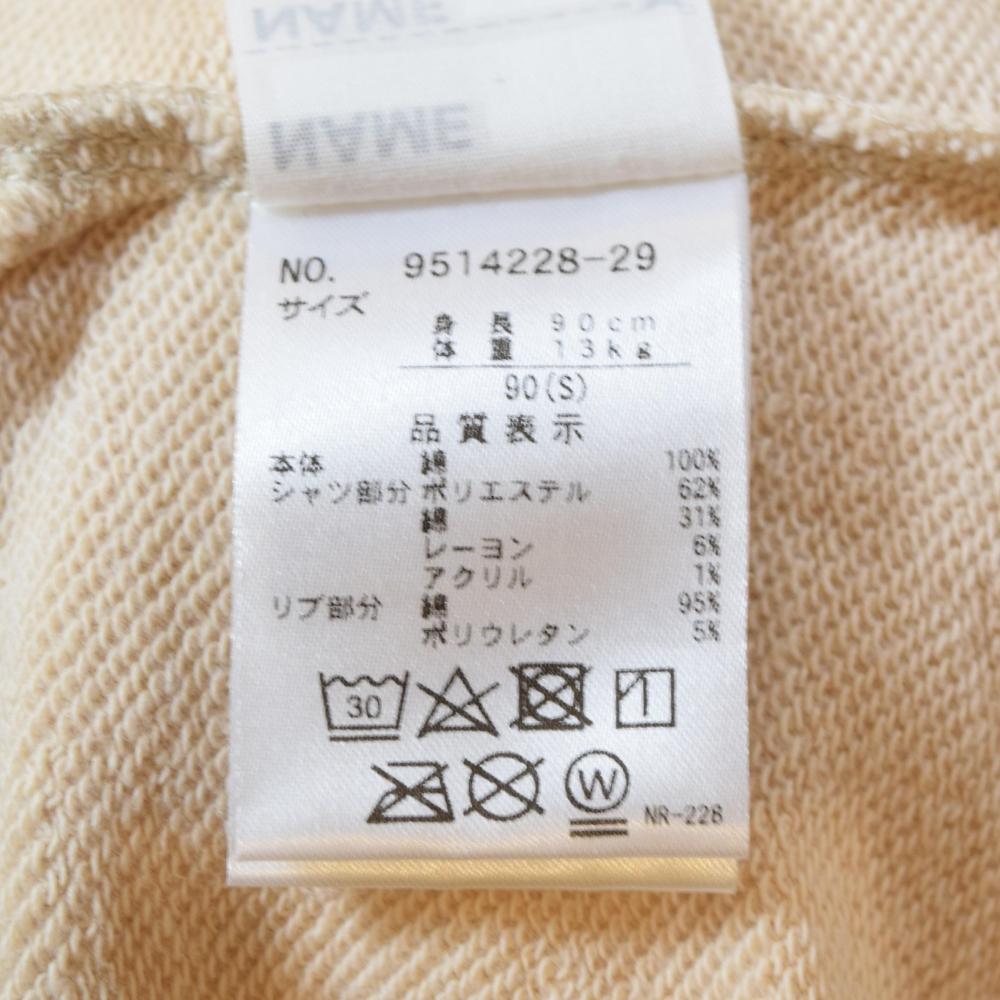 NAME
NAME
NO. 9514228-29
サイズ
身長 90cm
体重 13kg
90(S)
品質表示
本体 綿 100%
シャツ部分 ポリエステル 62%
綿 31%
レーヨン 6%
アクリル 1%
リブ部分 綿 95%
ポリウレタン 5%
30
W
NR-228